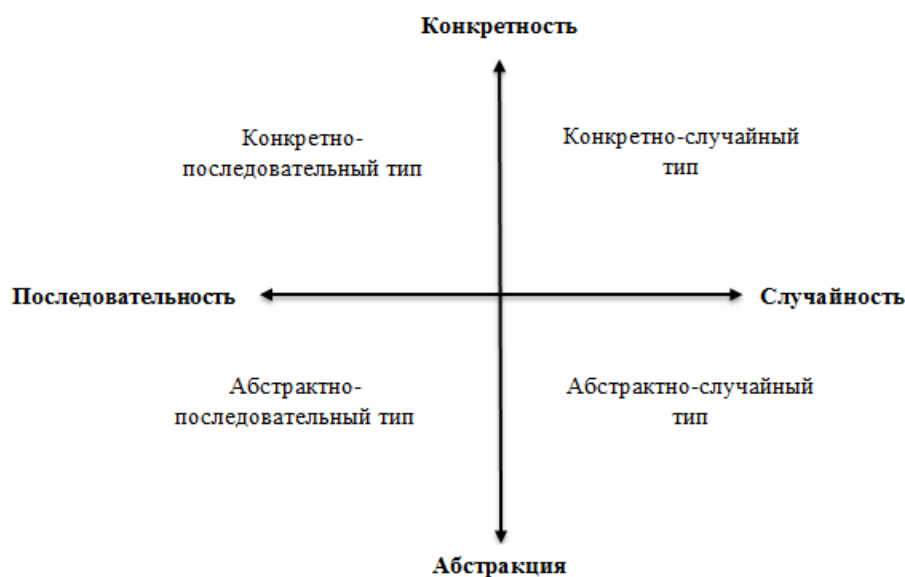 Конкретность
Конкретно-
последовательный тип
Конкретно-случайный
тип
Последовательность
Случайность
Абстрактно-
последовательный тип
Абстрактно-случайный
тип
Абстракция